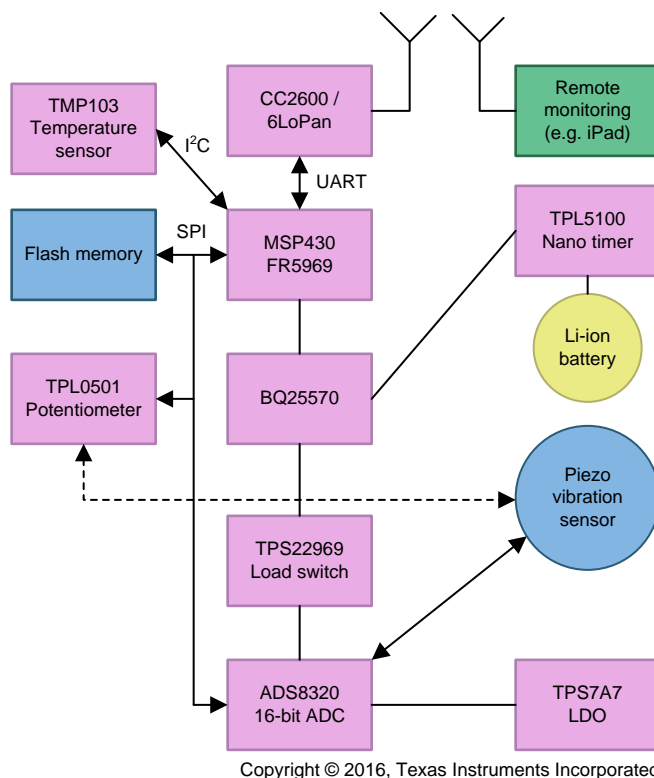 TMP103
Temperature
sensor
I²C
CC2600 /
6LoPan
Remote
monitoring
(e.g. iPad)
UART
Flash memory
SPI
MSP430
FR5969
TPL5100
Nano timer
Li-ion
battery
TPL0501
Potentiometer
BQ25570
Piezo
vibration
sensor
TPS22969
Load switch
ADS8320
16-bit ADC
TPS7A7
LDO
Copyright © 2016, Texas Instruments Incorporated